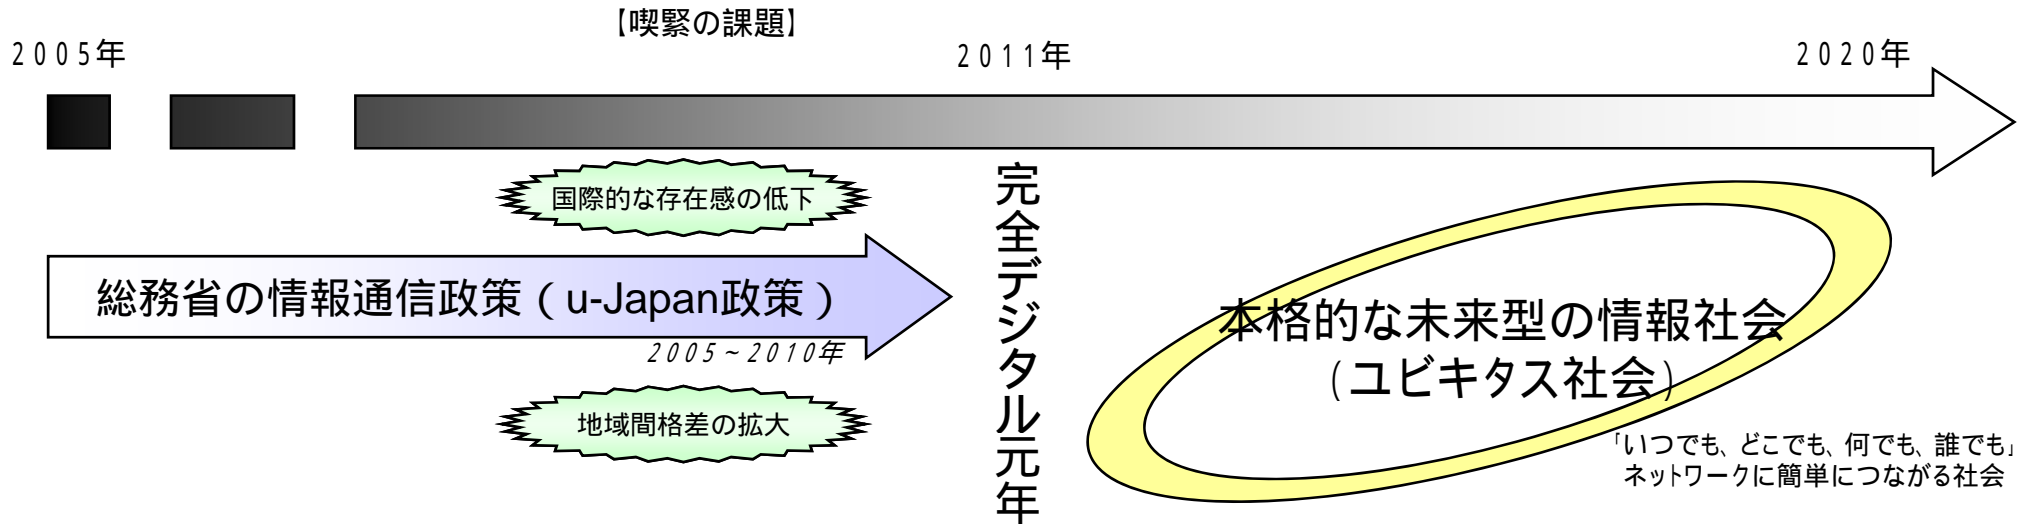 【喫緊の課題】
2005年
2011年
2020年
国際的な存在感の低下
総務省の情報通信政策（u-Japan政策）
2005~2010年
地域間格差の拡大
完全デジタル元年
本格的な未来型の情報社会
(ユビキタス社会)
「いつでも、どこでも、何でも、誰でも」
ネットワークに簡単につながる社会